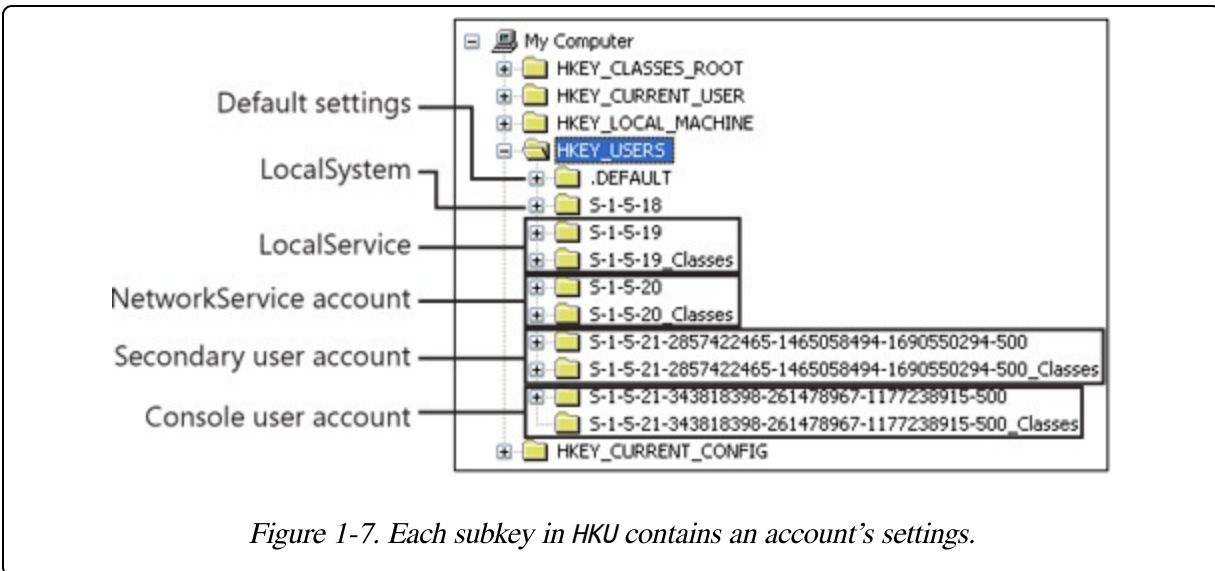 My Computer
HKEY_CLASSES_ROOT
Default settings
HKEY_CURRENT_USER
HKEY_LOCAL_MACHINE
HKEY_USERS
LocalSystem
.DEFAULT
S-1-5-18
LocalService
S-1-5-19
S-1-5-19_Classes
NetworkService account
S-1-5-20
S-1-5-20_Classes
Secondary user account
S-1-5-21-2857422465-1465058494-1690550294-500
S-1-5-21-2857422465-1465058494-1690550294-500_Classes
Console user account
S-1-5-21-343818398-261478967-1177238915-500
S-1-5-21-343818398-261478967-1177238915-500_Classes
HKEY_CURRENT_CONFIG
Figure 1-7. Each subkey in HKU contains an account's settings.